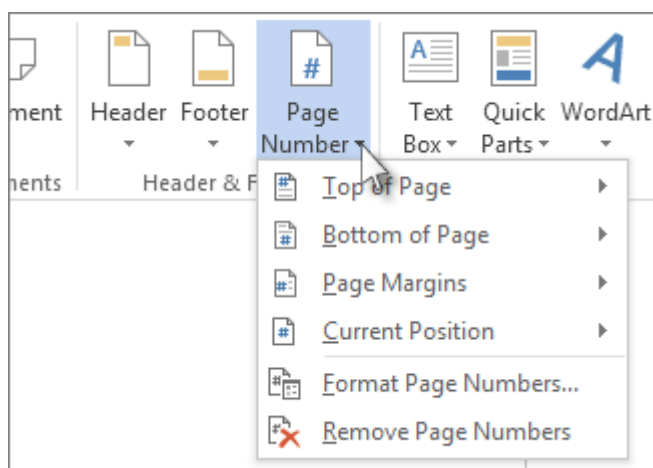 ment Header Footer Page Number Text Box Quick Parts WordArt
ments Header & F
Top of Page
Bottom of Page
Page Margins
Current Position
Format Page Numbers...
Remove Page Numbers